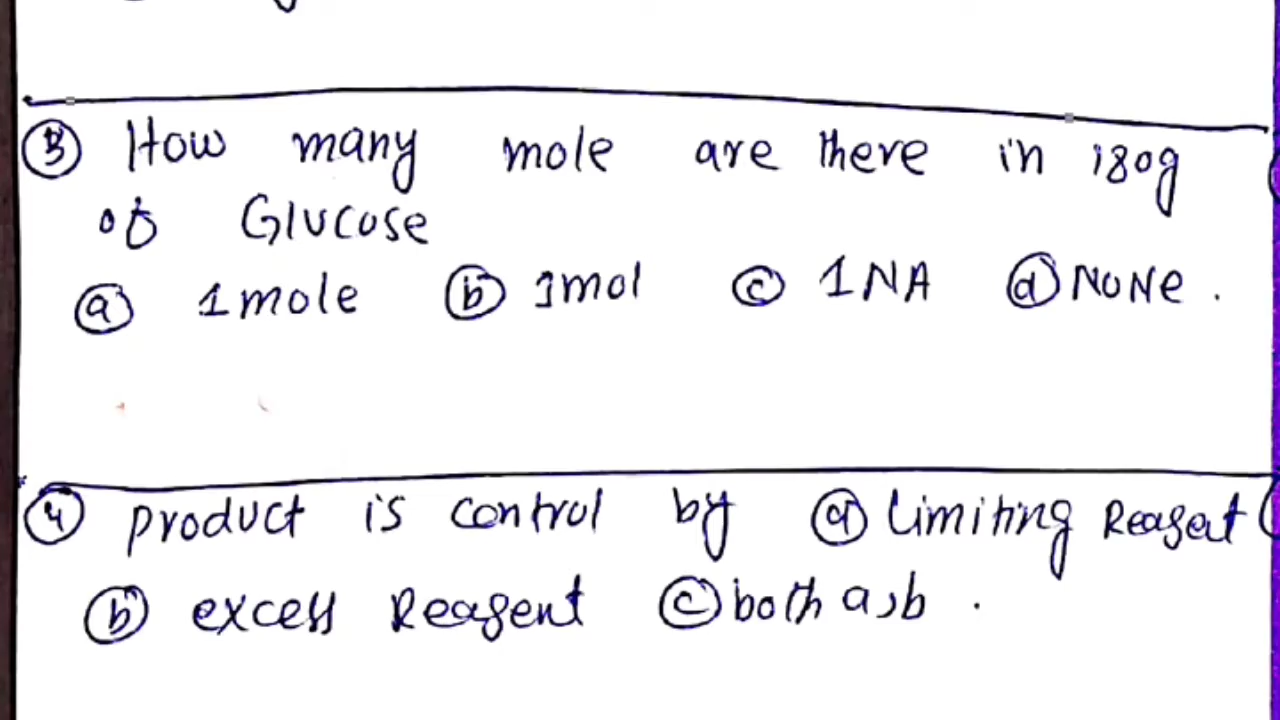 ③ How many mole are there in 180g
of Glucose
ⓐ 1mole ⓑ 1mol ⓒ 1NA ⓓ NONe .
④ product is control by ⓐ limiting Reagent
ⓑ excess Reagent ⓒ both a,b .